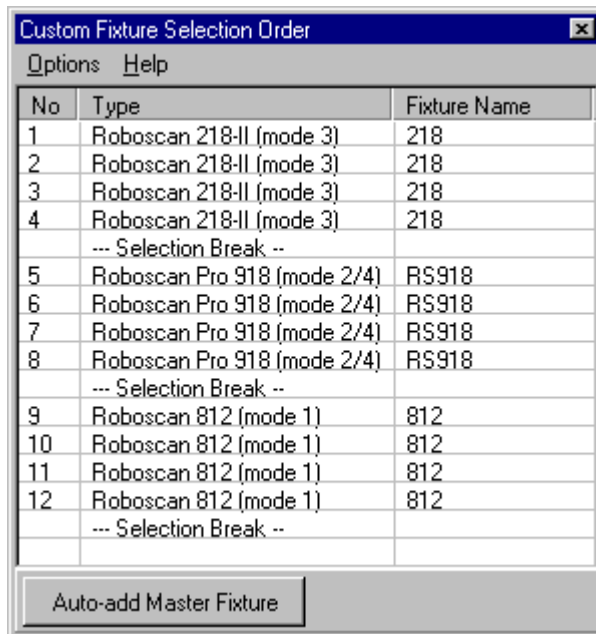 Custom Fixture Selection Order
Options Help
No Type Fixture Name
1 Roboscan 218-II (mode 3) 218
2 Roboscan 218-II (mode 3) 218
3 Roboscan 218-II (mode 3) 218
4 Roboscan 218-II (mode 3) 218
--- Selection Break --
5 Roboscan Pro 918 (mode 2/4) RS918
6 Roboscan Pro 918 (mode 2/4) RS918
7 Roboscan Pro 918 (mode 2/4) RS918
8 Roboscan Pro 918 (mode 2/4) RS918
--- Selection Break --
9 Roboscan 812 (mode 1) 812
10 Roboscan 812 (mode 1) 812
11 Roboscan 812 (mode 1) 812
12 Roboscan 812 (mode 1) 812
--- Selection Break --
Auto-add Master Fixture